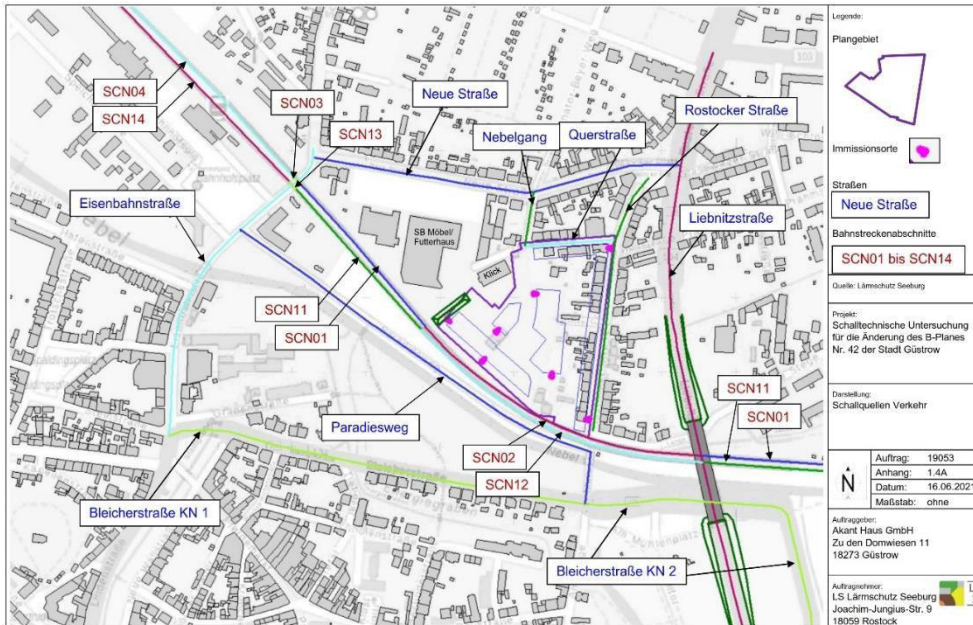 SCN04
SCN14
SCN03
SCN13
Neue Straße
Nebelgang
Querstraße
Rostocker Straße
Eisenbahnstraße
SB Möbel/
Futterhaus
Klick
Liebnitzstraße
SCN11
SCN01
Paradiesweg
SCN02
SCN12
SCN11
SCN01
Bleicherstraße KN 1
Bleicherstraße KN 2
103
Legende:
Plangebiet
Immissionsorte
Straßen
Neue Straße
Bahnstreckenabschnitte
SCN01 bis SCN14
Quelle: Lärmschutz Seeburg
Projekt:
Schalltechnische Untersuchung
für die Änderung des B-Planes
Nr. 42 der Stadt Güstrow
Darstellung:
Schallquellen Verkehr
N
Auftrag: 19053
Anhang: 1.4A
Datum: 16.06.2021
Maßstab: ohne
Auftraggeber:
Akant Haus GmbH
Zu den Domwiesen 11
18273 Güstrow
Auftragnehmer:
LS Lärmschutz Seeburg
Joachim-Jungius-Str. 9
18059 Rostock